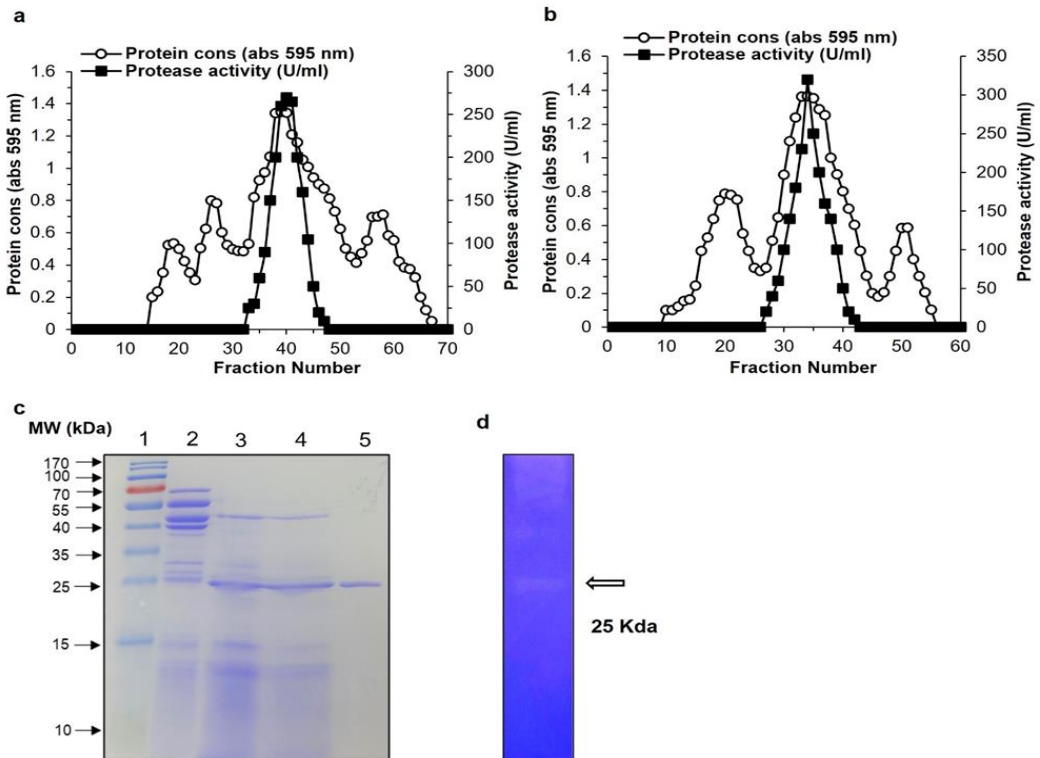 a
Protein cons (abs 595 nm)
Protease activity (U/ml)
Protein cons (abs 595 nm)
1.6
1.4
1.2
1
0.8
0.6
0.4
0.2
0
300
250
200
150
100
50
0
Protease activity (U/ml)
0 10 20 30 40 50 60 70
Fraction Number
b
Protein cons (abs 595 nm)
Protease activity (U/ml)
Protein cons (abs 595 nm)
1.6
1.4
1.2
1
0.8
0.6
0.4
0.2
0
350
300
250
200
150
100
50
0
Protease activity (U/ml)
0 10 20 30 40 50 60
Fraction Number
c
MW (kDa)
1 2 3 4 5
170
100
70
55
40
35
25
15
10
d
25 Kda